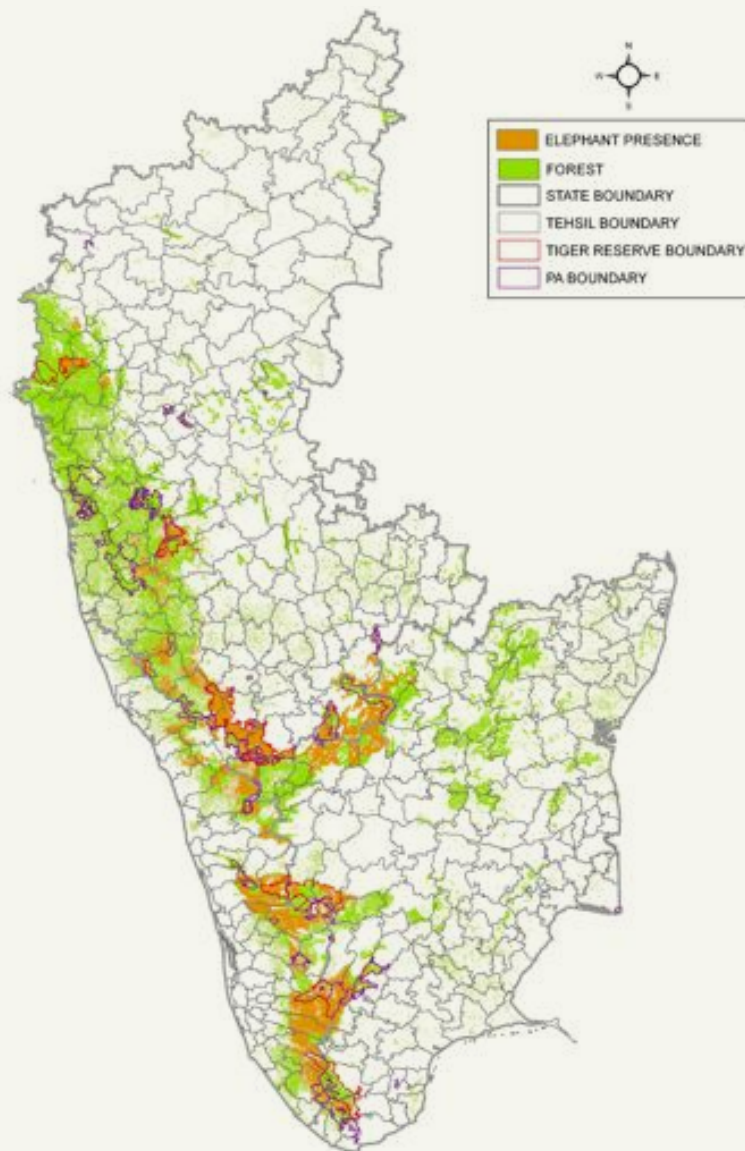 N
W E
S
ELEPHANT PRESENCE
FOREST
STATE BOUNDARY
TEHSIL BOUNDARY
TIGER RESERVE BOUNDARY
PA BOUNDARY